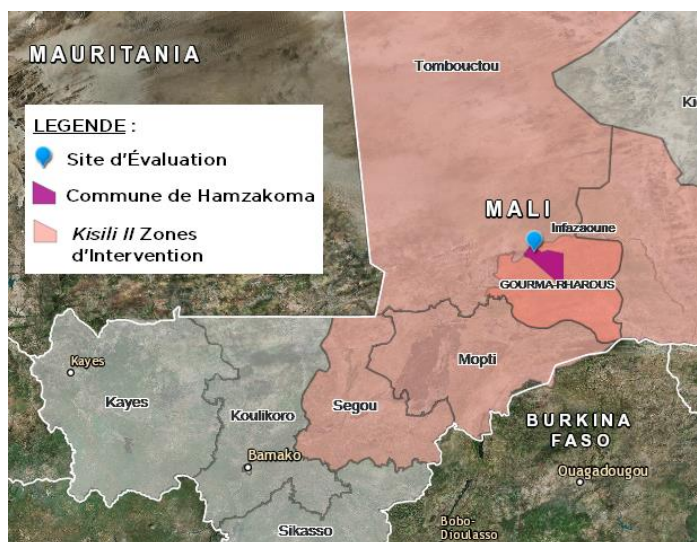 MAURITANIA
Tombouctou
Ki
LEGENDE :
Site d'Évaluation
Commune de Hamzakoma
Kisili II Zones
d'Intervention
MALI
Infazaoune
GOURMA-RHAROUS
Kayes
Kayes
Koulikoro
Segou
Mopti
BURKINA
FASO
Bamako
Ouagadougou
Sikasso
Bobo-
Dioulasso